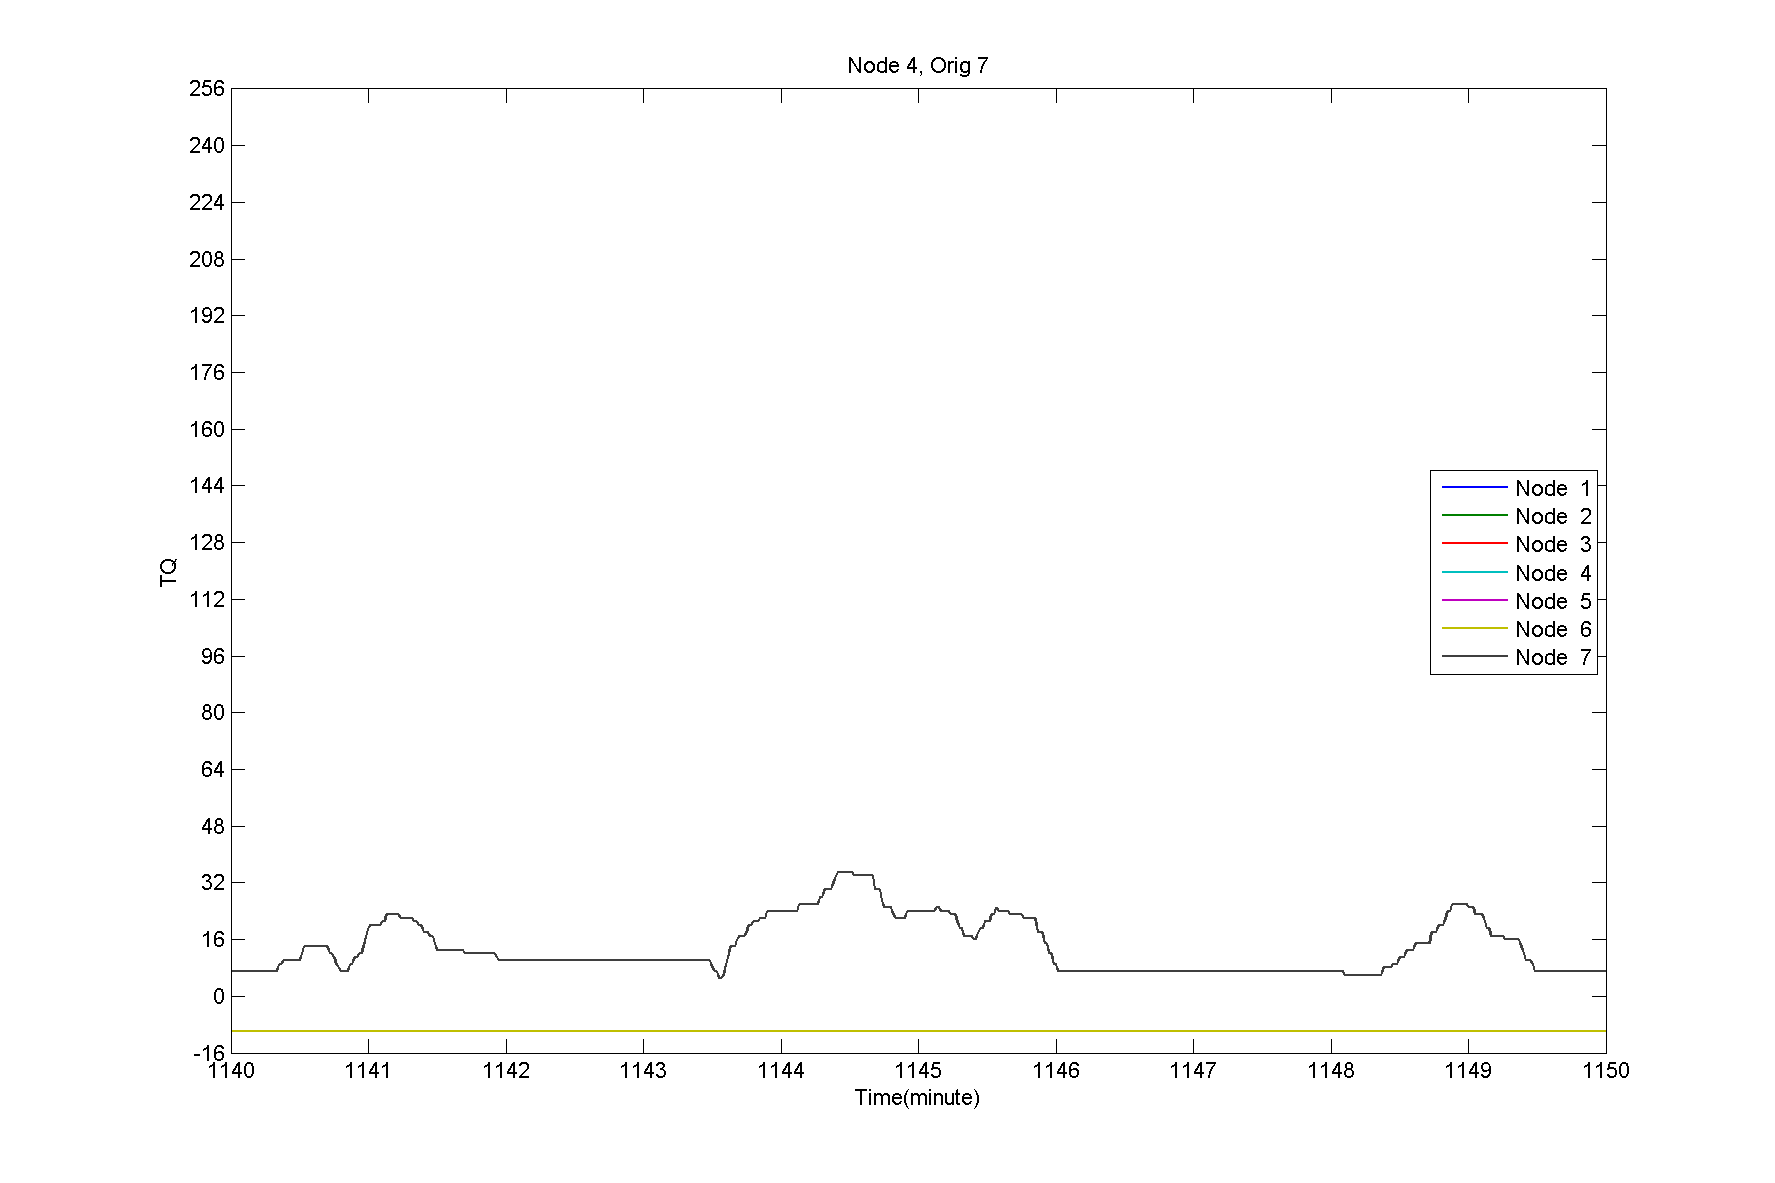 Node 4, Orig 7
256
240
224
208
192
176
160
144
128
112
96
80
64
48
32
16
0
-16
TQ
Node 1
Node 2
Node 3
Node 4
Node 5
Node 6
Node 7
1140 1141 1142 1143 1144 1145 1146 1147 1148 1149 1150
Time(minute)